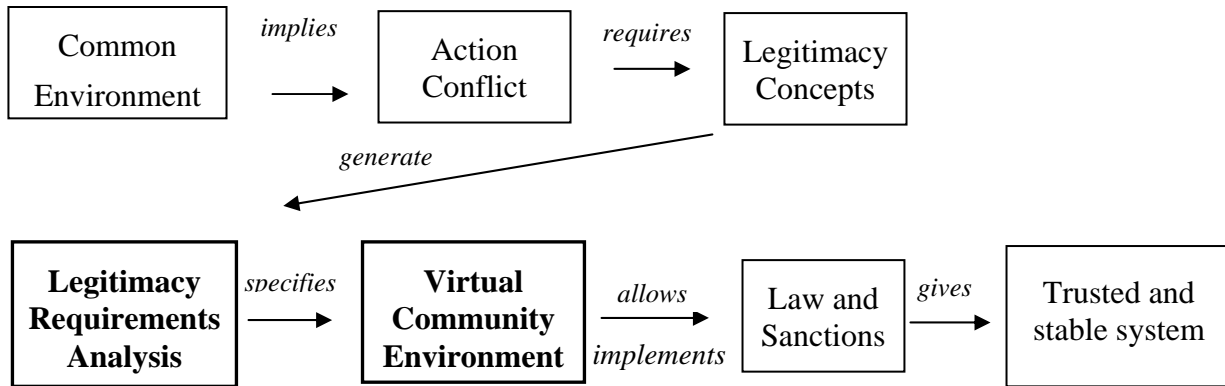 Common
Environment
implies
Action
Conflict
requires
Legitimacy
Concepts
generate
Legitimacy
Requirements
Analysis
specifies
Virtual
Community
Environment
allows
implements
Law and
Sanctions
gives
Trusted and
stable system